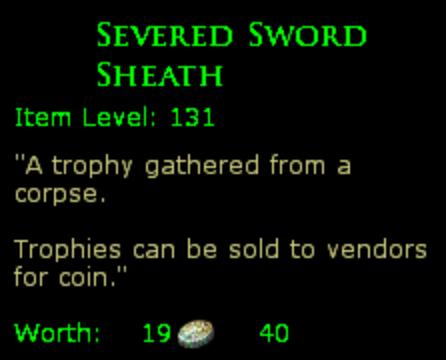 Severed Sword
Sheath
Item Level: 131
"A trophy gathered from a
corpse.
Trophies can be sold to vendors
for coin."
Worth: 19 40